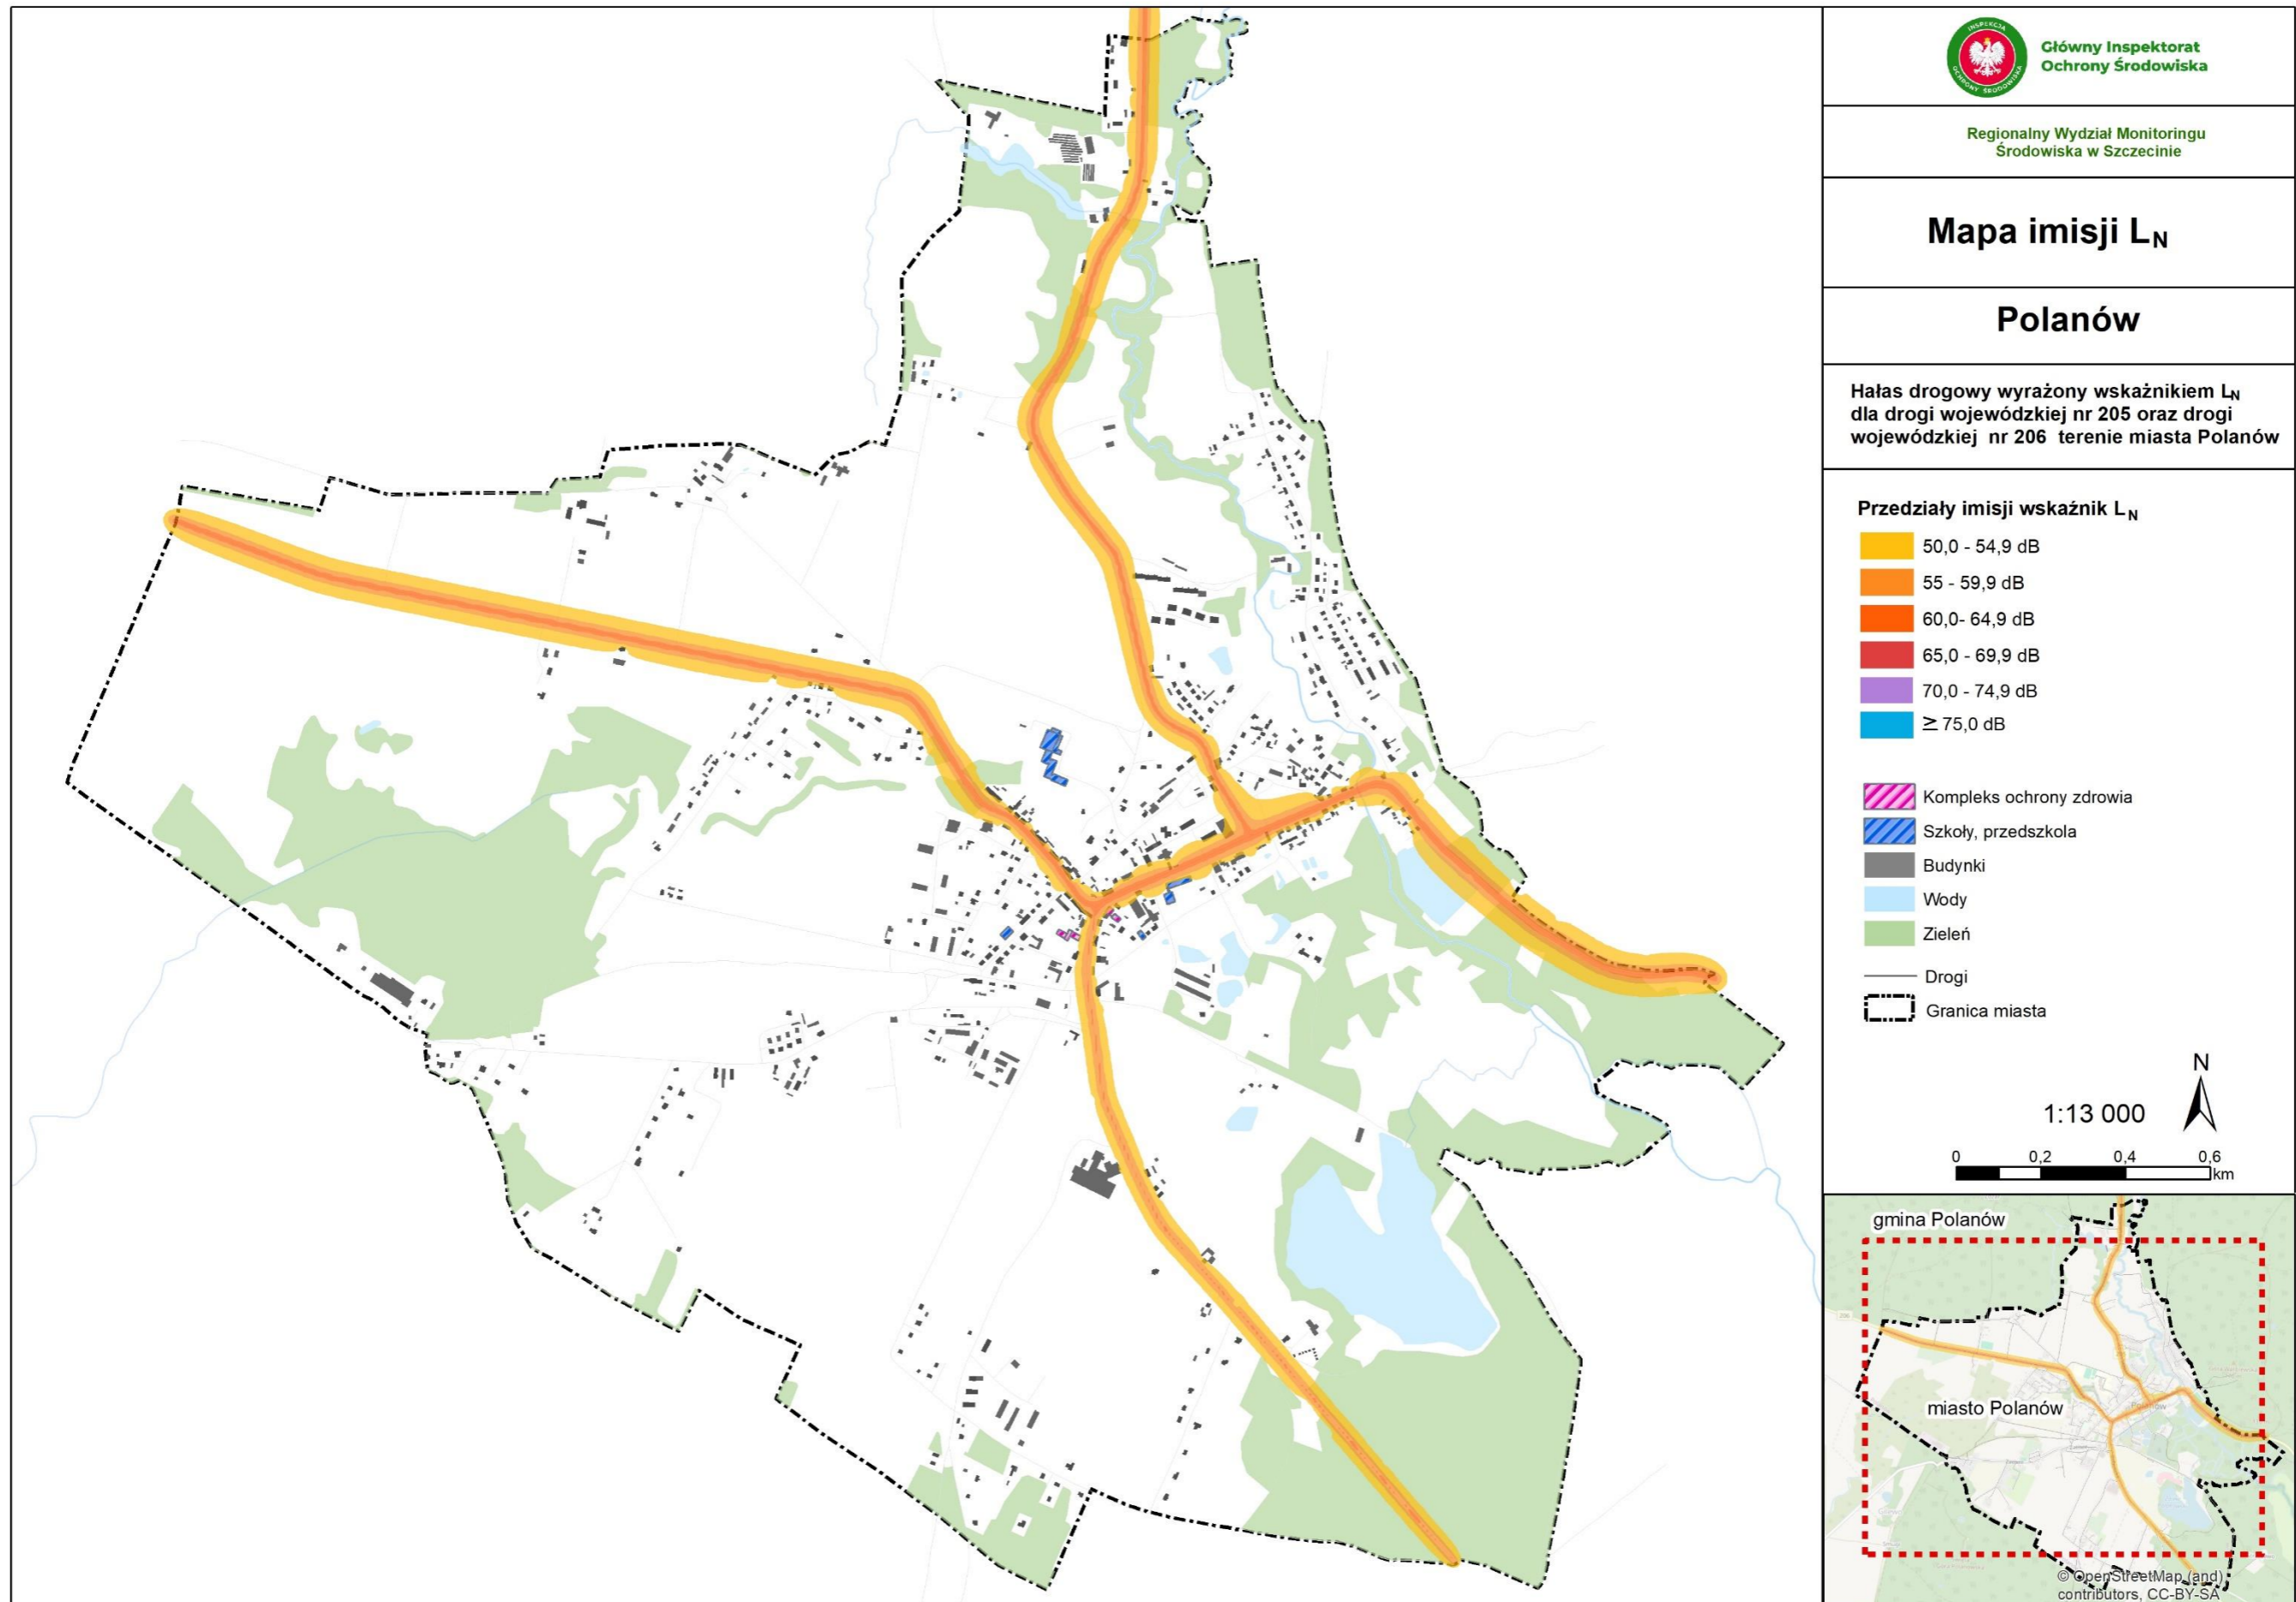 INSPEKCJA
OCHRONY ŚRODOWISKA
Główny Inspektorat
Ochrony Środowiska
Regionalny Wydział Monitoringu
Środowiska w Szczecinie
Mapa imisji LN
Polanów
Hałas drogowy wyrażony wskaźnikiem LN
dla drogi wojewódzkiej nr 205 oraz drogi
wojewódzkiej nr 206 terenie miasta Polanów
Przedziały imisji wskaźnik LN
50,0 - 54,9 dB
55 - 59,9 dB
60,0- 64,9 dB
65,0 - 69,9 dB
70,0 - 74,9 dB
≥ 75,0 dB
Kompleks ochrony zdrowia
Szkoły, przedszkola
Budynki
Wody
Zieleń
Drogi
Granica miasta
N
1:13 000
0 0,2 0,4 0,6
km
gmina Polanów
miasto Polanów
© OpenStreetMap (and)
contributors, CC-BY-SA